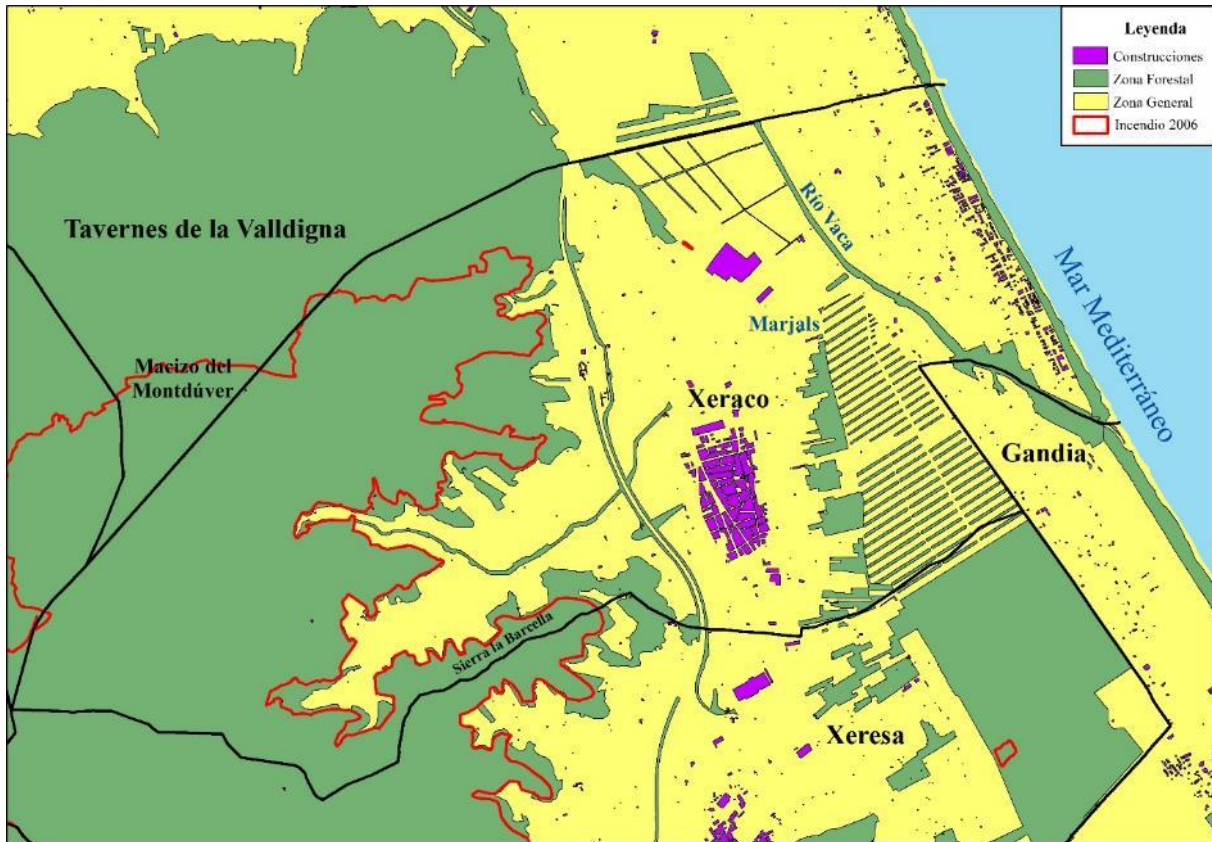 Leyenda
Construcciones
Zona Forestal
Zona General
Incendio 2006
Tavernes de la Valldigna
Río Vaca
Mar Mediterráneo
Marjals
Macizo del
Montdúver
Xeraco
Gandia
Sierra la Barcella
Xeresa